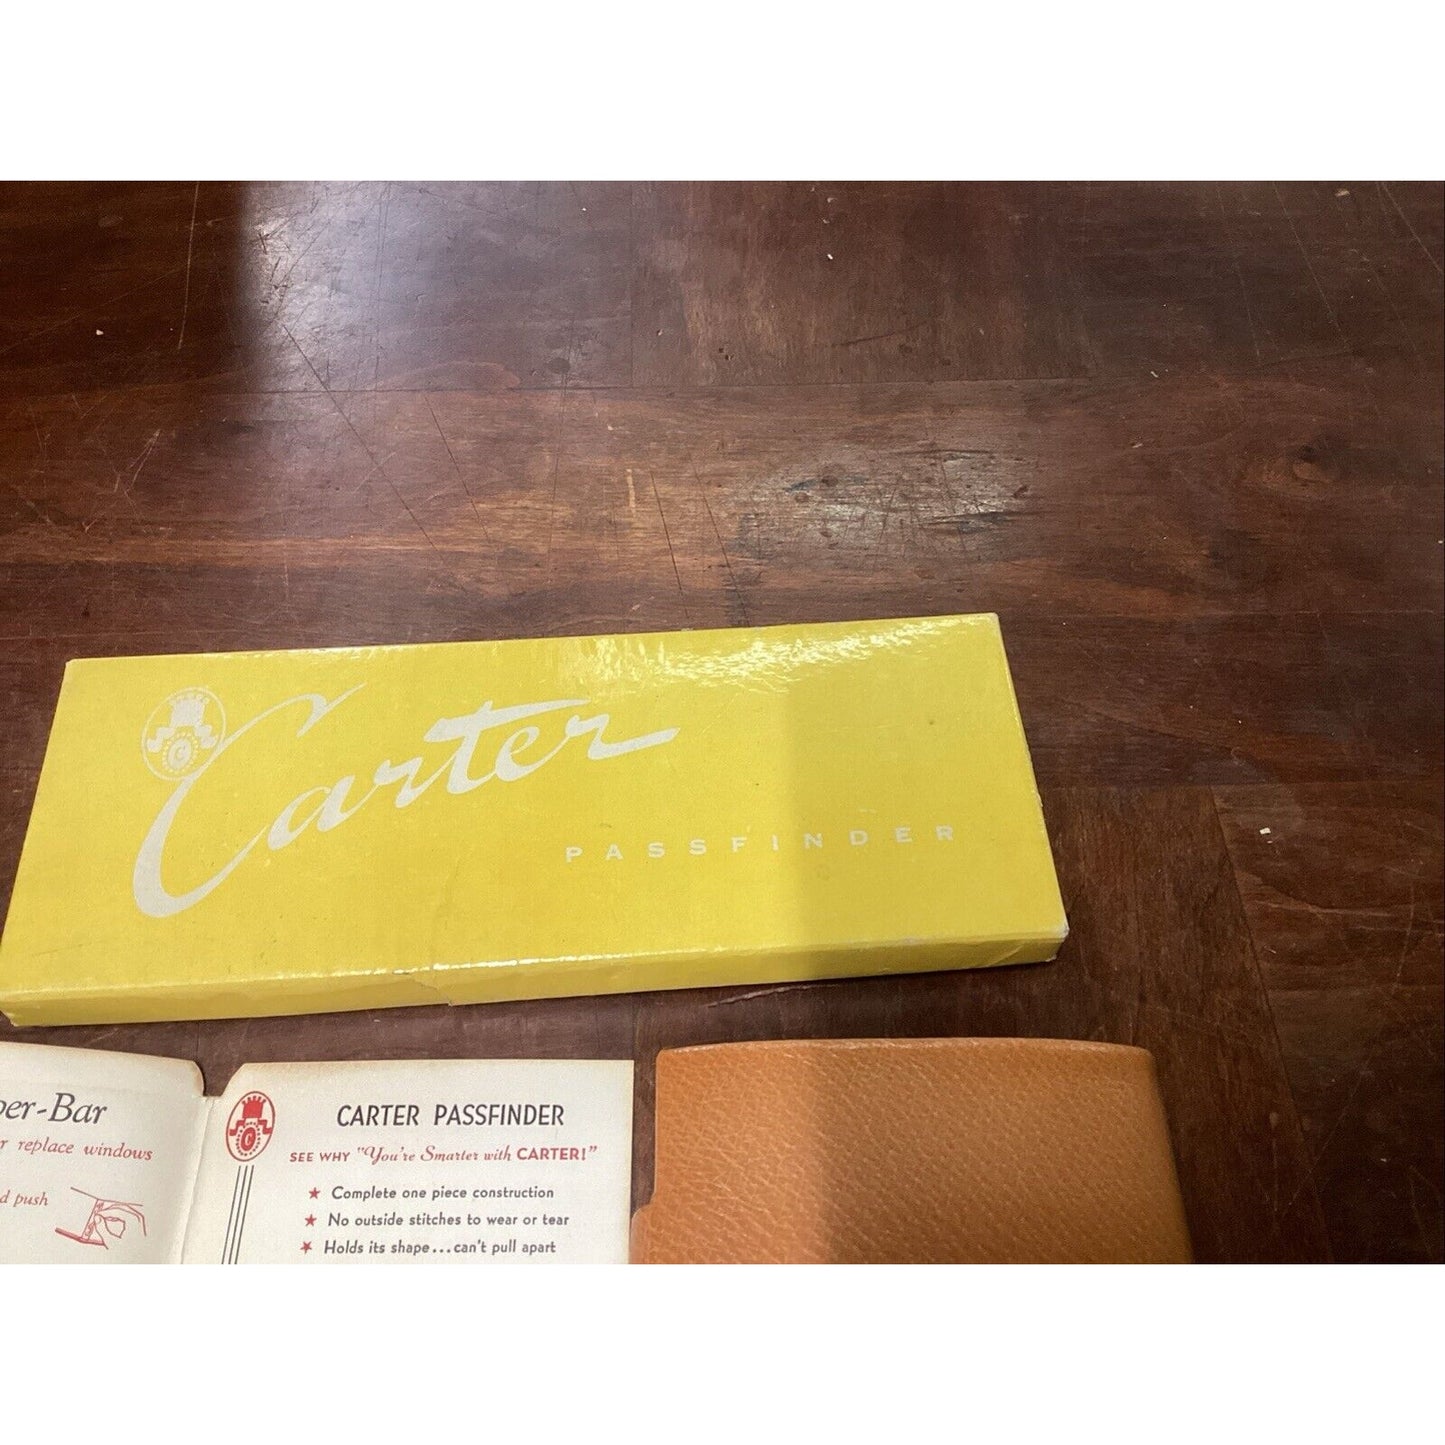 Carter
PASSFINDER
er-Bar
r replace windows
d push
C
CARTER PASSFINDER
SEE WHY "You're Smarter with CARTER!"
★ Complete one piece construction
★ No outside stitches to wear or tear
★ Holds its shape...can't pull apart